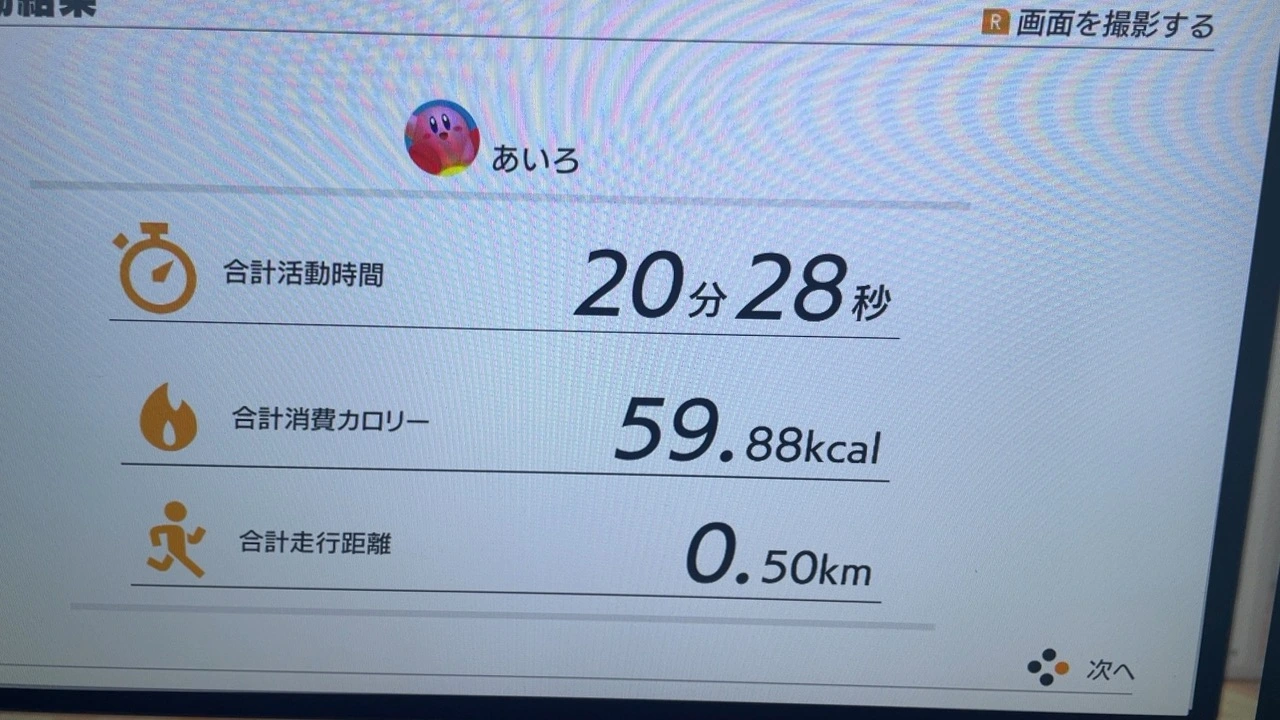 R 画面を撮影する
あいろ
合計活動時間 20分28秒
合計消費カロリー 59.88kcal
合計走行距離 0.50km
次へ